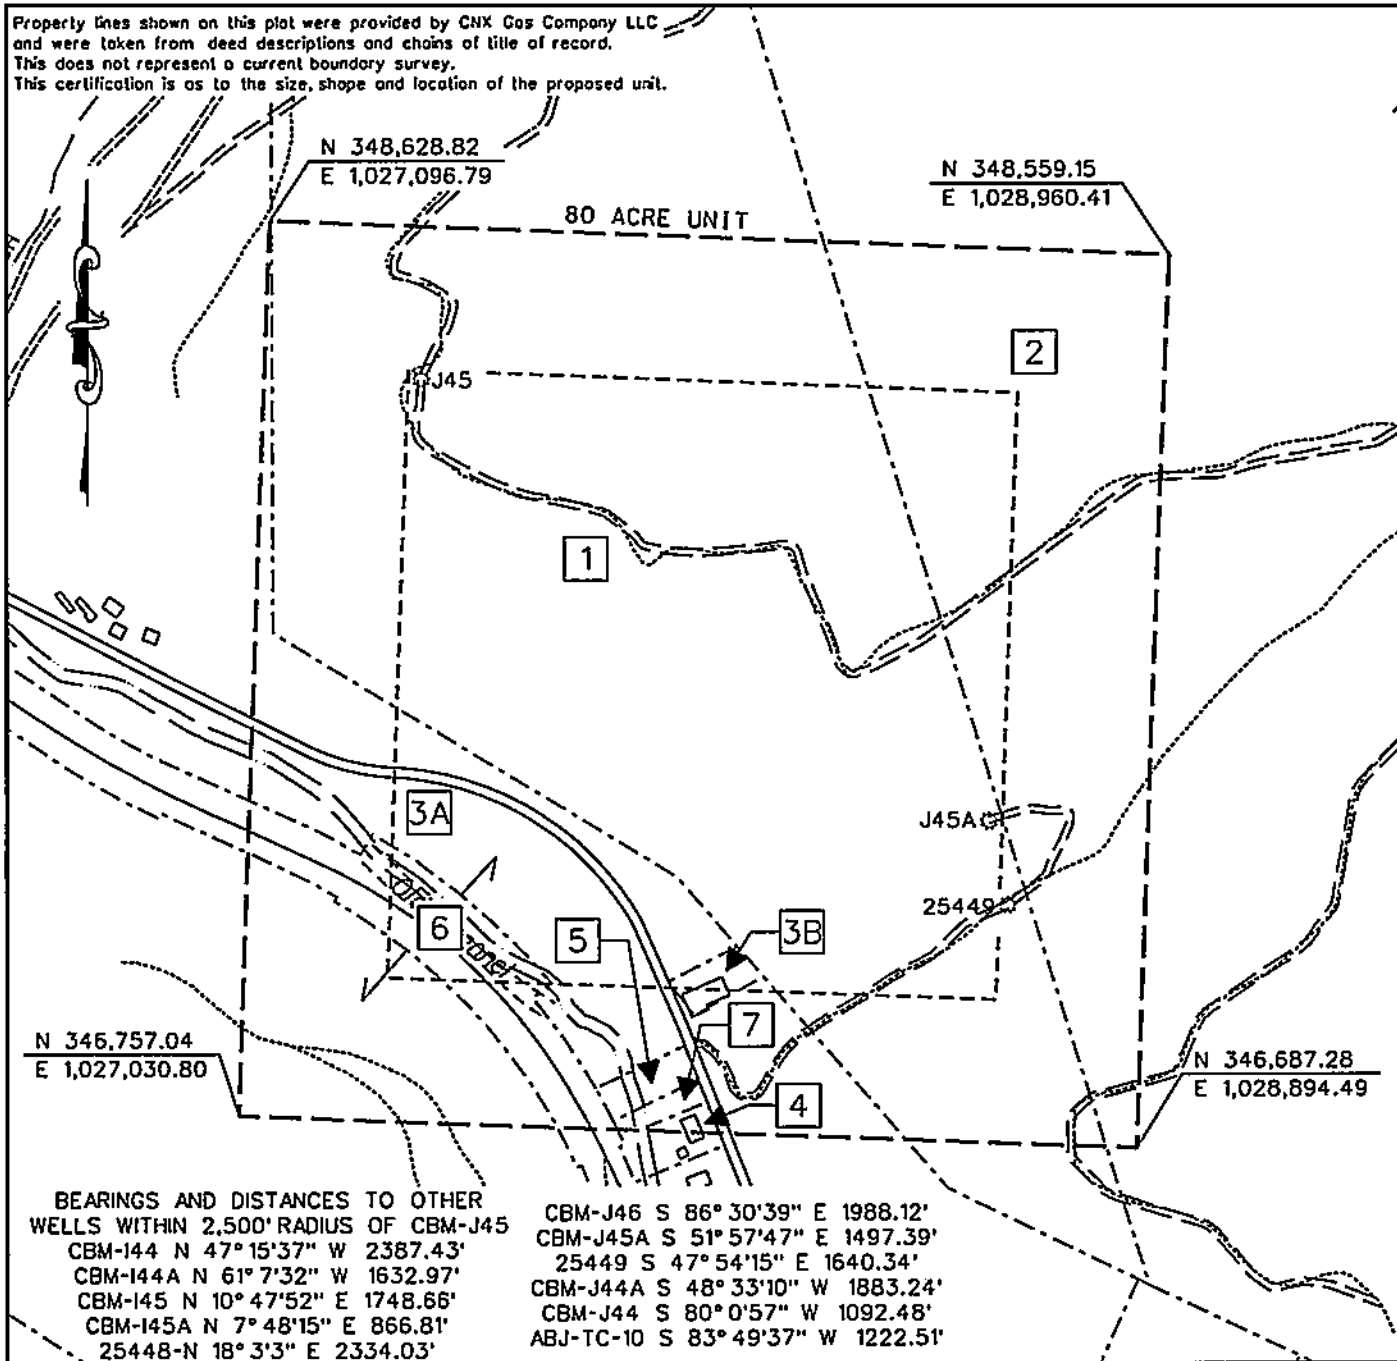 Property lines shown on this plat were provided by CNX Gas Company LLC
and were taken from deed descriptions and chains of title of record.
This does not represent a current boundary survey.
This certification is as to the size, shape and location of the proposed unit.
N 348,628.82
E 1,027,096.79
N 348,559.15
E 1,028,960.41
80 ACRE UNIT
2
J45
1
3A
J45A
25449
6
5
3B
7
4
N 346,757.04
E 1,027,030.80
N 346,687.28
E 1,028,894.49
BEARINGS AND DISTANCES TO OTHER
WELLS WITHIN 2,500' RADIUS OF CBM-J45
CBM-I44 N 47° 15'37" W 2387.43'
CBM-I44A N 61° 7'32" W 1632.97'
CBM-I45 N 10° 47'52" E 1748.66'
CBM-I45A N 7° 48'15" E 866.81'
25448-N 18° 3'3" E 2334.03'
CBM-J46 S 86° 30'39" E 1988.12'
CBM-J45A S 51° 57'47" E 1497.39'
25449 S 47° 54'15" E 1640.34'
CBM-J44A S 48° 33'10" W 1883.24'
CBM-J44 S 80° 0'57" W 1092.48'
ABJ-TC-10 S 83° 49'37" W 1222.51'